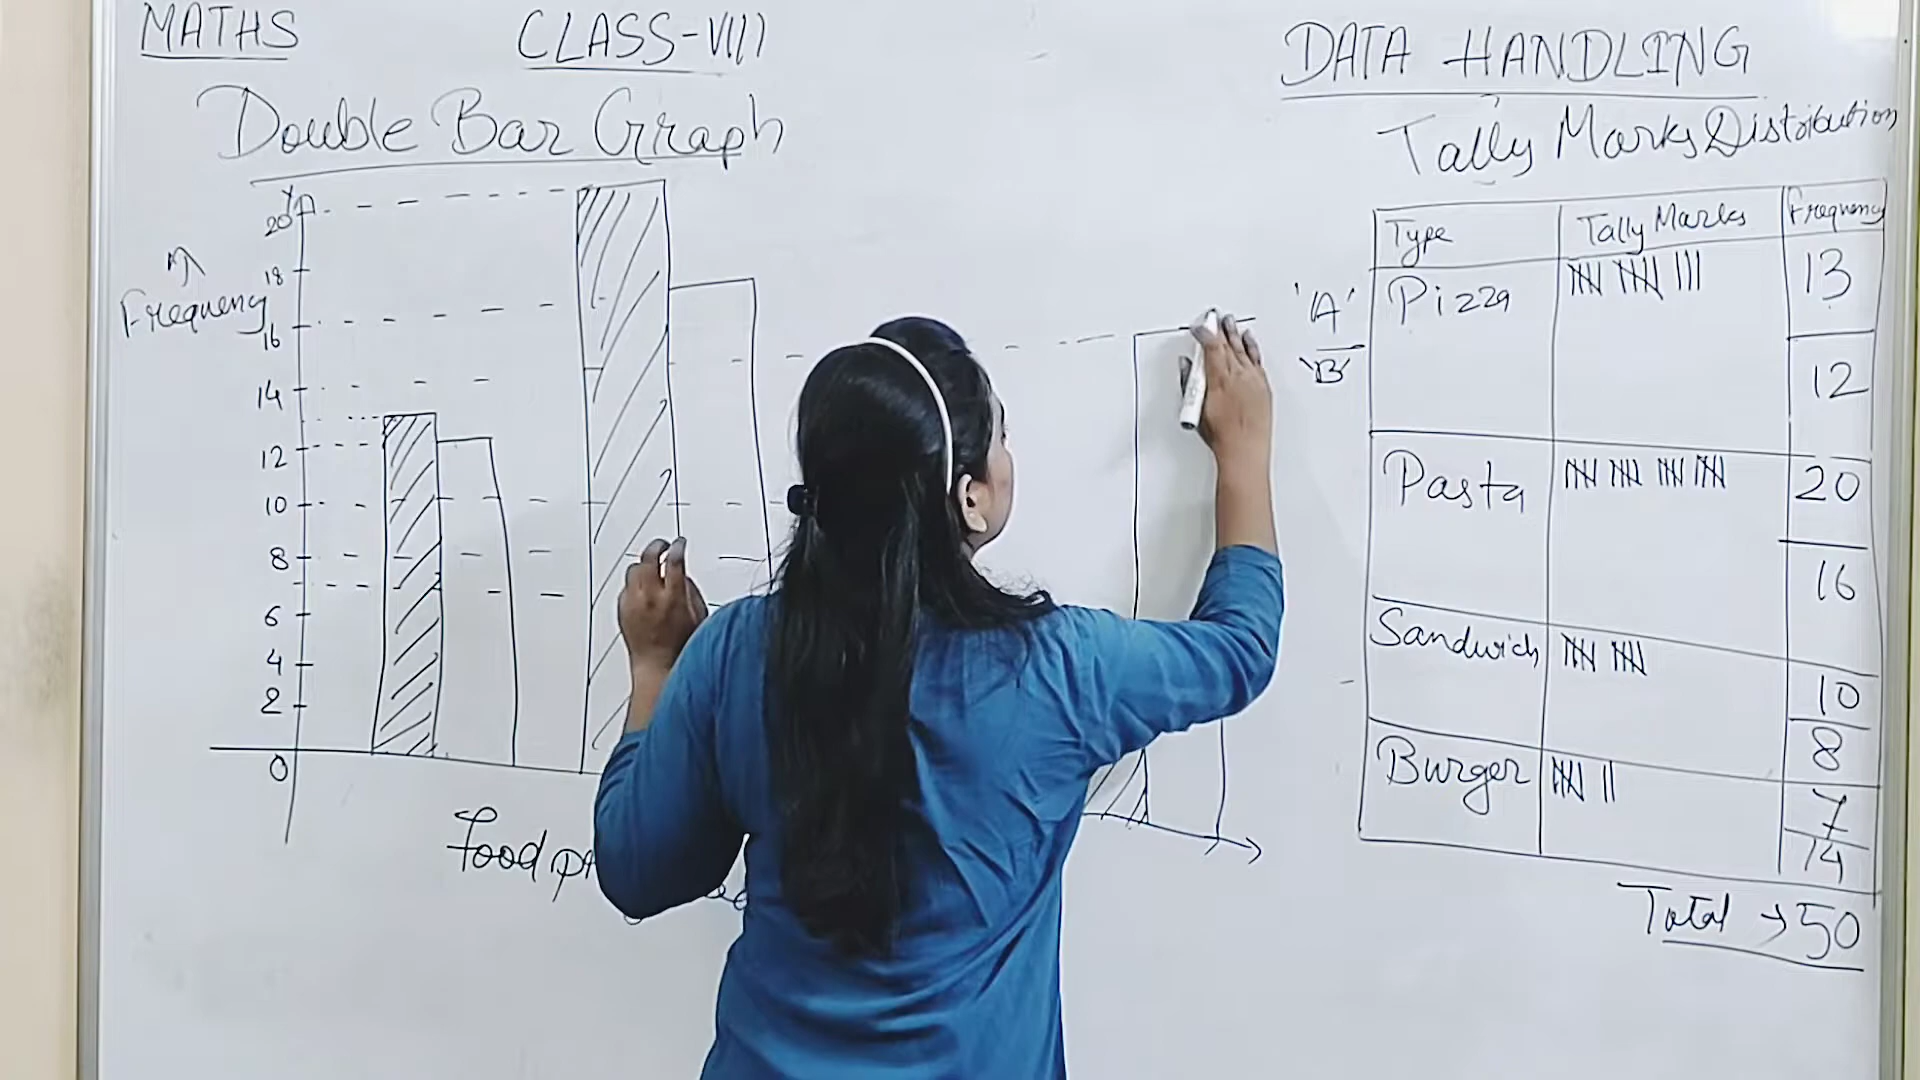 MATHS
CLASS-VIII
DATA HANDLING
Double Bar Graph
Tally Marks Distribution
Y
20
18
16
14
12
10
8
6
4
2
0
Frequency
Food
'A'
'B'
Type Tally Marks Frequency
Pizza 13
12
Pasta 20
16
Sandwich 10
8
Burger 7
14
Total → 50